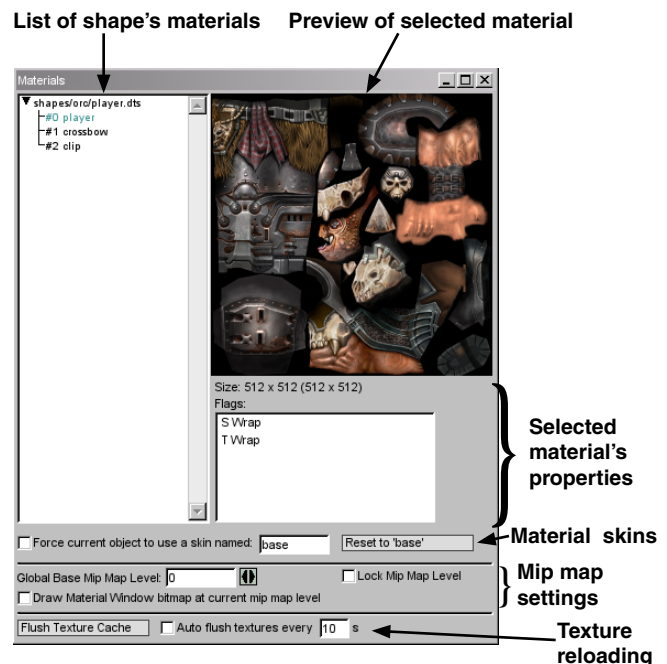 List of shape's materials
Preview of selected material
Materials
shapes/orc/player.dts
#0 player
#1 crossbow
#2 clip
Size: 512 x 512 (512 x 512)
Flags:
S Wrap
T Wrap
Selected
material's
properties
Force current object to use a skin named: base Reset to 'base'
Material skins
Global Base Mip Map Level: 0 Lock Mip Map Level
Draw Material Window bitmap at current mip map level
Mip map
settings
Flush Texture Cache Auto flush textures every 10 s
Texture
reloading